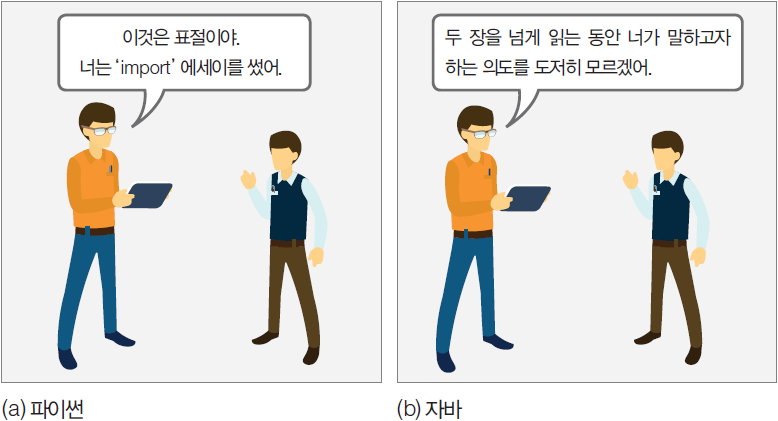 이것은 표절이야.
너는 ‘import’ 에세이를 썼어.
두 장을 넘게 읽는 동안 너가 말하고자
하는 의도를 도저히 모르겠어.
(a) 파이썬
(b) 자바